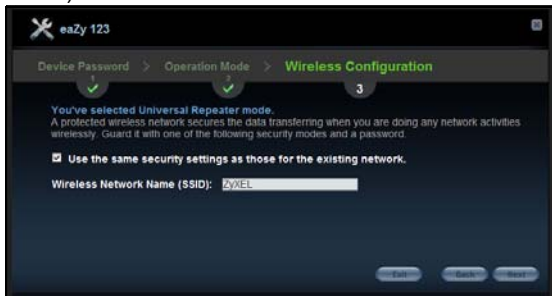 eaZy 123
Device Password > Operation Mode > Wireless Configuration
1 2 3
You've selected Universal Repeater mode.
A protected wireless network secures the data transferring when you are doing any network activities
wirelessly. Guard it with one of the following security modes and a password.
Use the same security settings as those for the existing network.
Wireless Network Name (SSID): ZyXEL
Exit Back Next